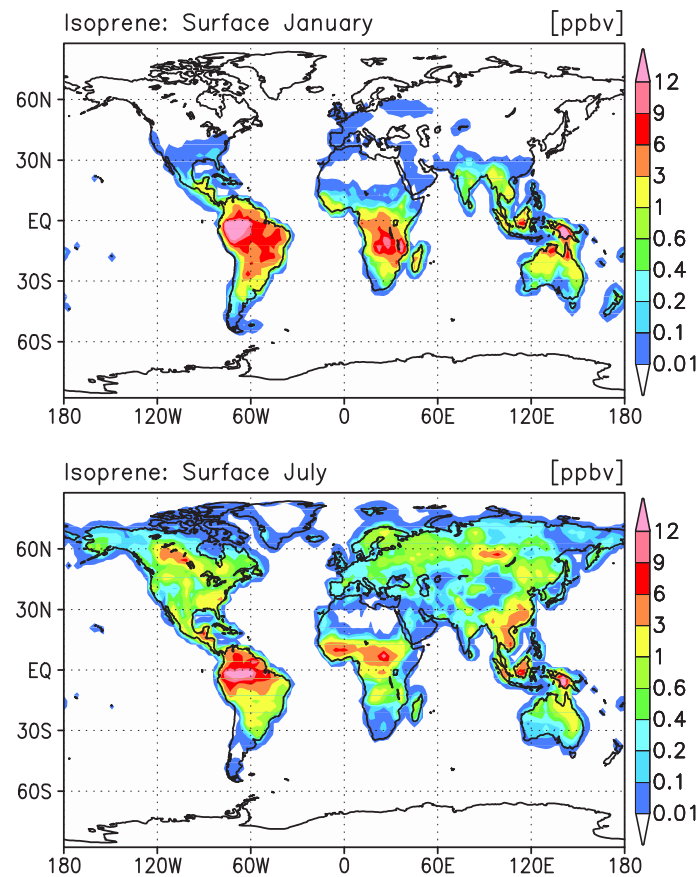 Isoprene: Surface January [ppbv]
60N
30N
EQ
30S
60S
180 120W 60W 0 60E 120E 180
12
9
6
3
1
0.6
0.4
0.2
0.1
0.01
Isoprene: Surface July [ppbv]
60N
30N
EQ
30S
60S
180 120W 60W 0 60E 120E 180
12
9
6
3
1
0.6
0.4
0.2
0.1
0.01